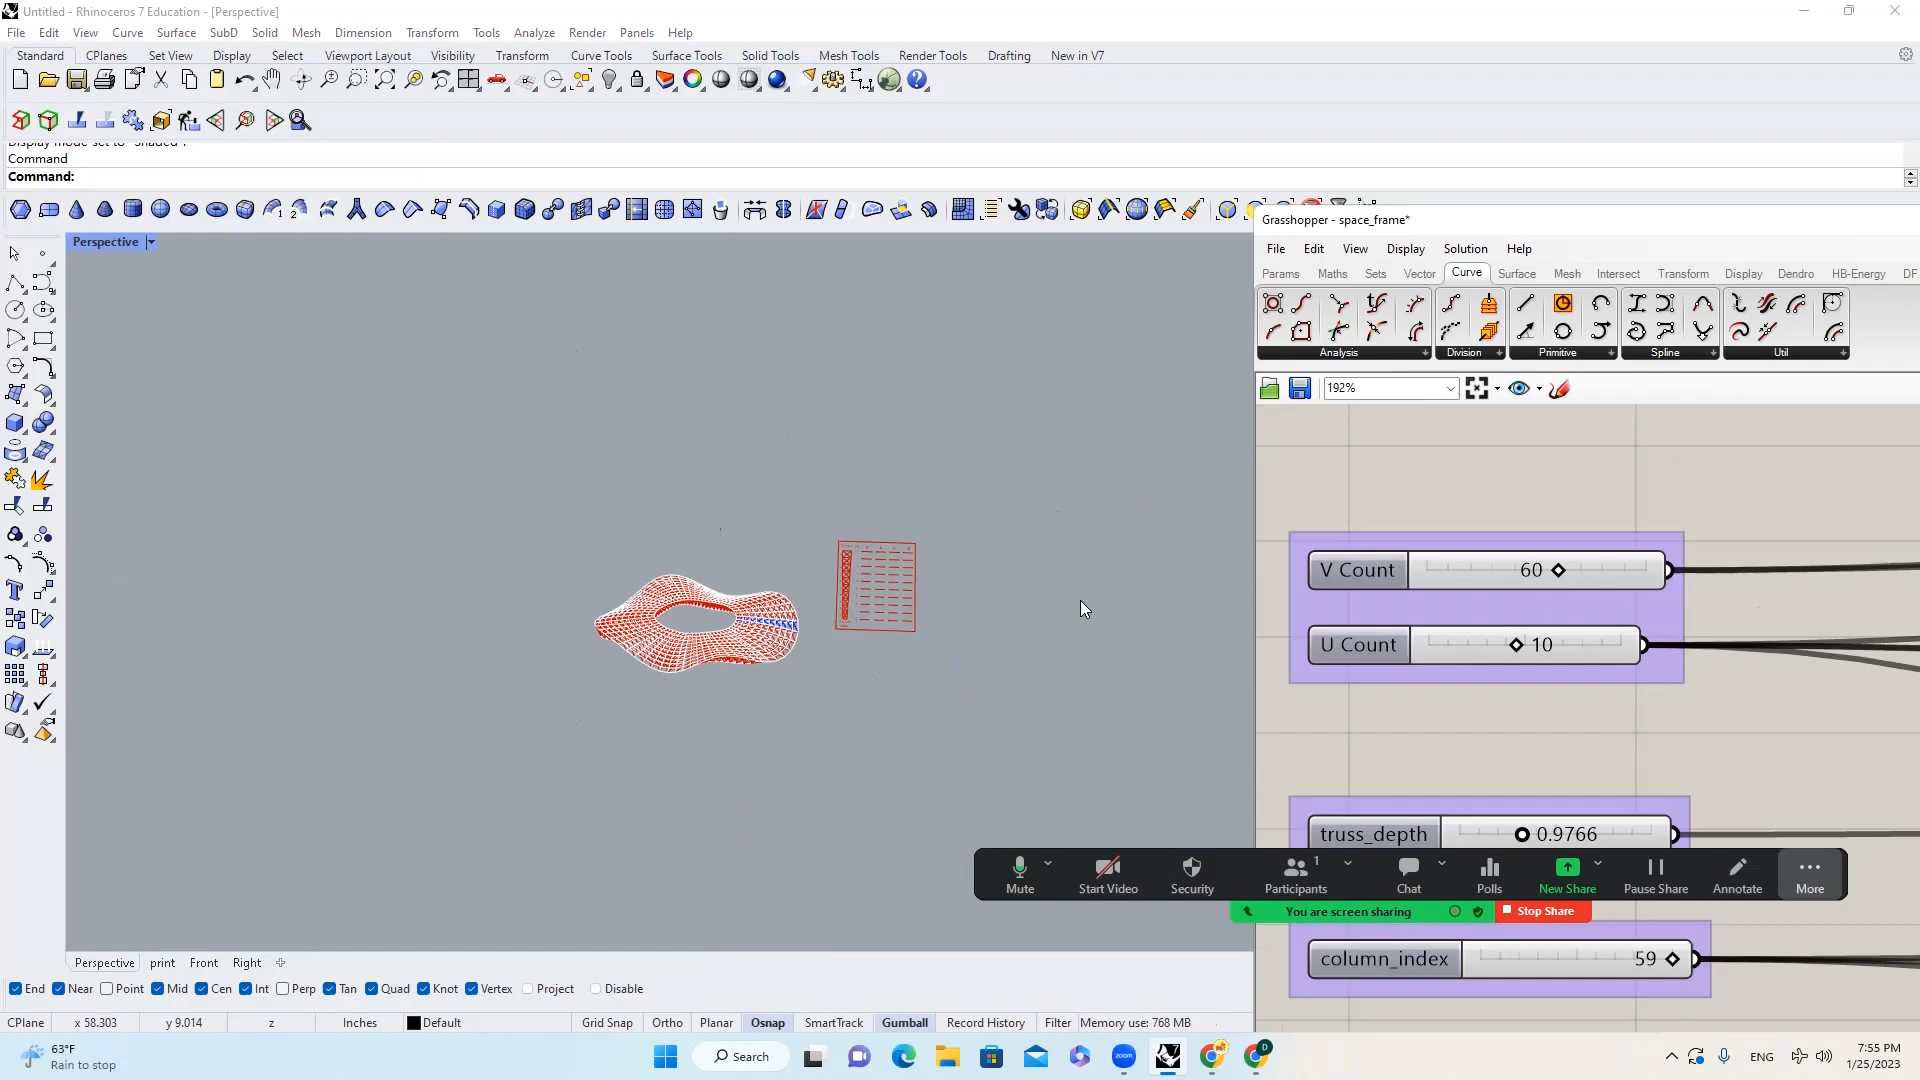 Untitled - Rhinoceros 7 Education - [Perspective]
File Edit View Curve Surface SubD Solid Mesh Dimension Transform Tools Analyze Render Panels Help
Standard CPlanes Set View Display Select Viewport Layout Visibility Transform Curve Tools Surface Tools Solid Tools Mesh Tools Render Tools Drafting New in V7
Display mode set to "Shaded".
Command
Command:
Perspective
Grasshopper - space_frame*
File Edit View Display Solution Help
Params Maths Sets Vector Curve Surface Mesh Intersect Transform Display Dendro HB-Energy DF
Analysis Division Primitive Spline Util
192%
V Count 60
U Count 10
truss_depth 0.9766
Mute Start Video Security Participants 1 Chat Polls New Share Pause Share Annotate More
You are screen sharing Stop Share
column_index 59
Perspective print Front Right
End Near Point Mid Cen Int Perp Tan Quad Knot Vertex Project Disable
CPlane x 58.303 y 9.014 z Inches Default Grid Snap Ortho Planar Osnap SmartTrack Gumball Record History Filter Memory use: 768 MB
63°F
Rain to stop
Search
zoom
D
ENG
7:55 PM
1/25/2023